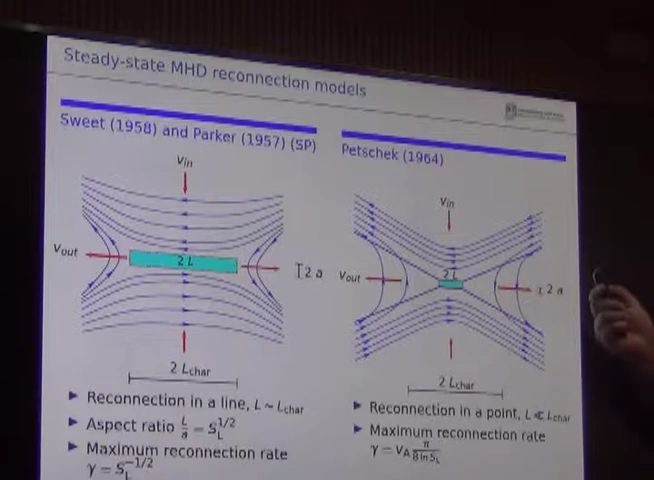 Steady-state MHD reconnection models
Sweet (1958) and Parker (1957) (SP)
v_in
v_out
2 L
2 a
2 L_char
▶ Reconnection in a line, L ~ L_char
▶ Aspect ratio L/a = S_L^1/2
▶ Maximum reconnection rate
γ = S_L^-1/2
Petschek (1964)
v_in
v_out
2 L
2 a
2 L_char
▶ Reconnection in a point, L ≪ L_char
▶ Maximum reconnection rate
γ = v_A π/(8 ln S_L)